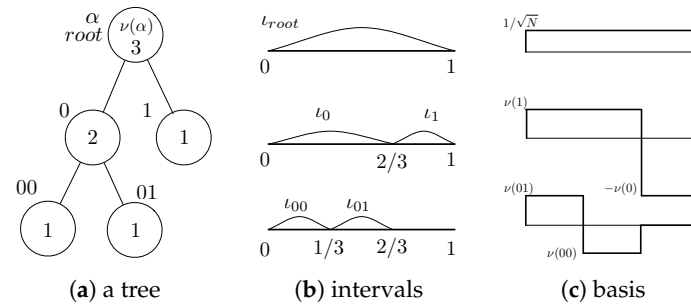 α
root
ν(α)
3
0
2
1
1
00
1
01
1
(a) a tree
ι_root
0
1
ι_0
ι_1
0
2/3
1
ι_00
ι_01
0
1/3
2/3
1
(b) intervals
1/√N
ν(1)
−ν(0)
ν(01)
ν(00)
(c) basis